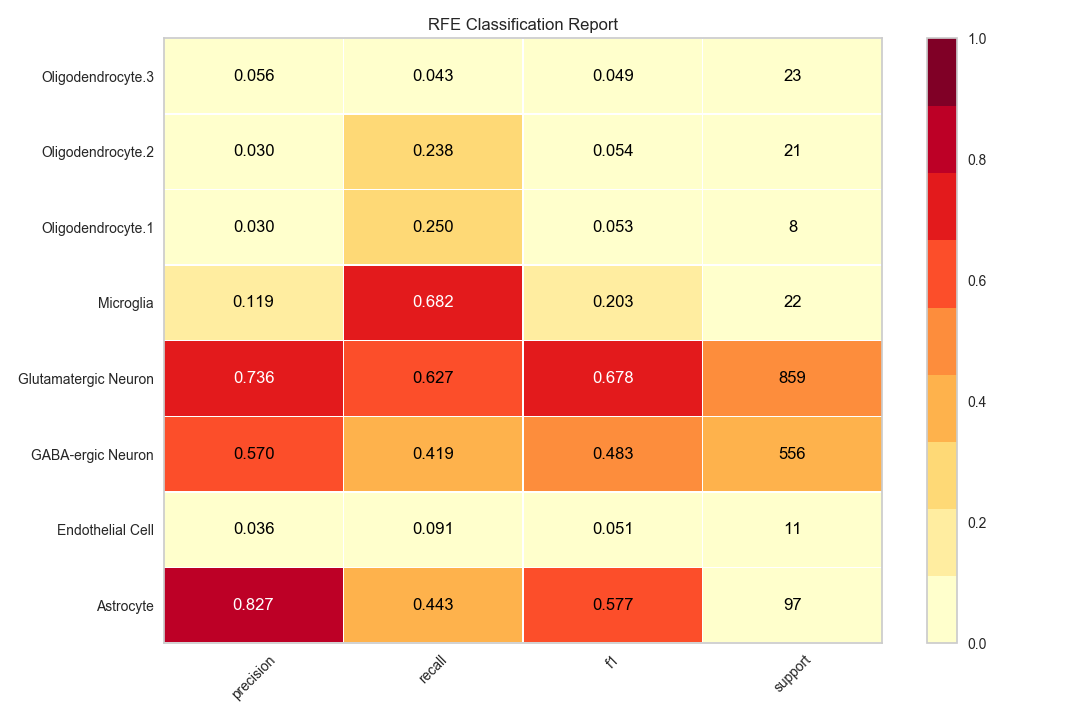 RFE Classification Report
Oligodendrocyte.3 0.056 0.043 0.049 23
Oligodendrocyte.2 0.030 0.238 0.054 21
Oligodendrocyte.1 0.030 0.250 0.053 8
Microglia 0.119 0.682 0.203 22
Glutamatergic Neuron 0.736 0.627 0.678 859
GABA-ergic Neuron 0.570 0.419 0.483 556
Endothelial Cell 0.036 0.091 0.051 11
Astrocyte 0.827 0.443 0.577 97
precision recall f1 support
1.0
0.8
0.6
0.4
0.2
0.0